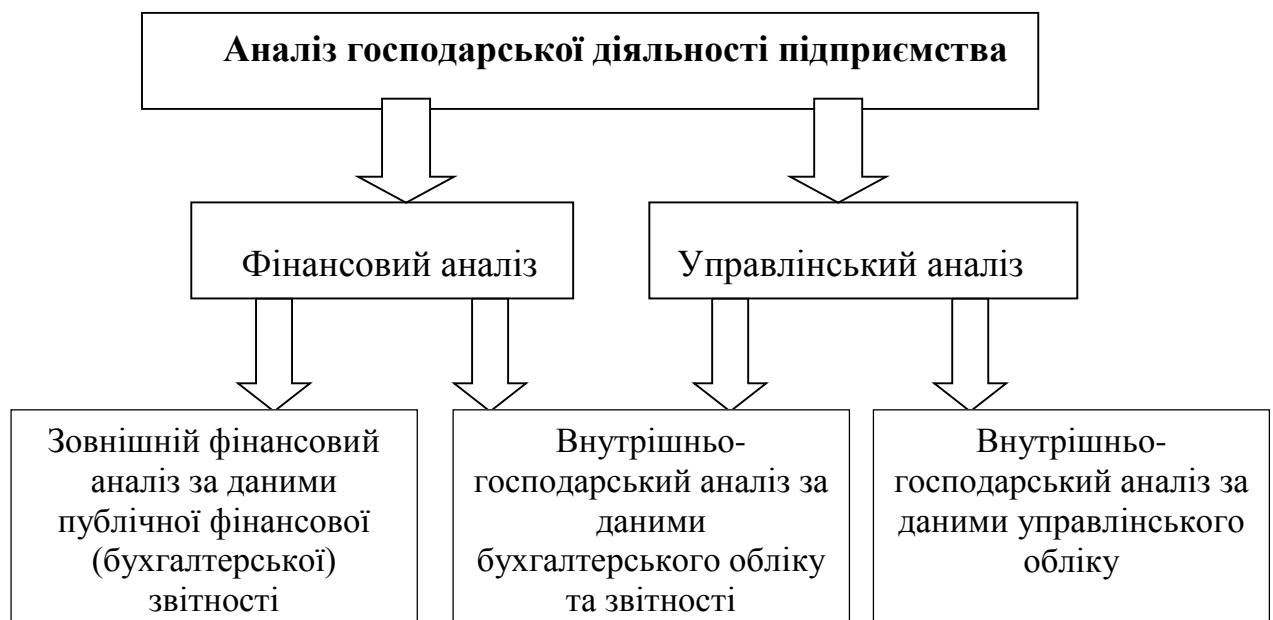 Аналіз господарської діяльності підприємства
Фінансовий аналіз
Управлінський аналіз
Зовнішній фінансовий
аналіз за даними
публічної фінансової
(бухгалтерської)
звітності
Внутрішньо-
господарський аналіз за
даними
бухгалтерського обліку
та звітності
Внутрішньо-
господарський аналіз за
даними управлінського
обліку